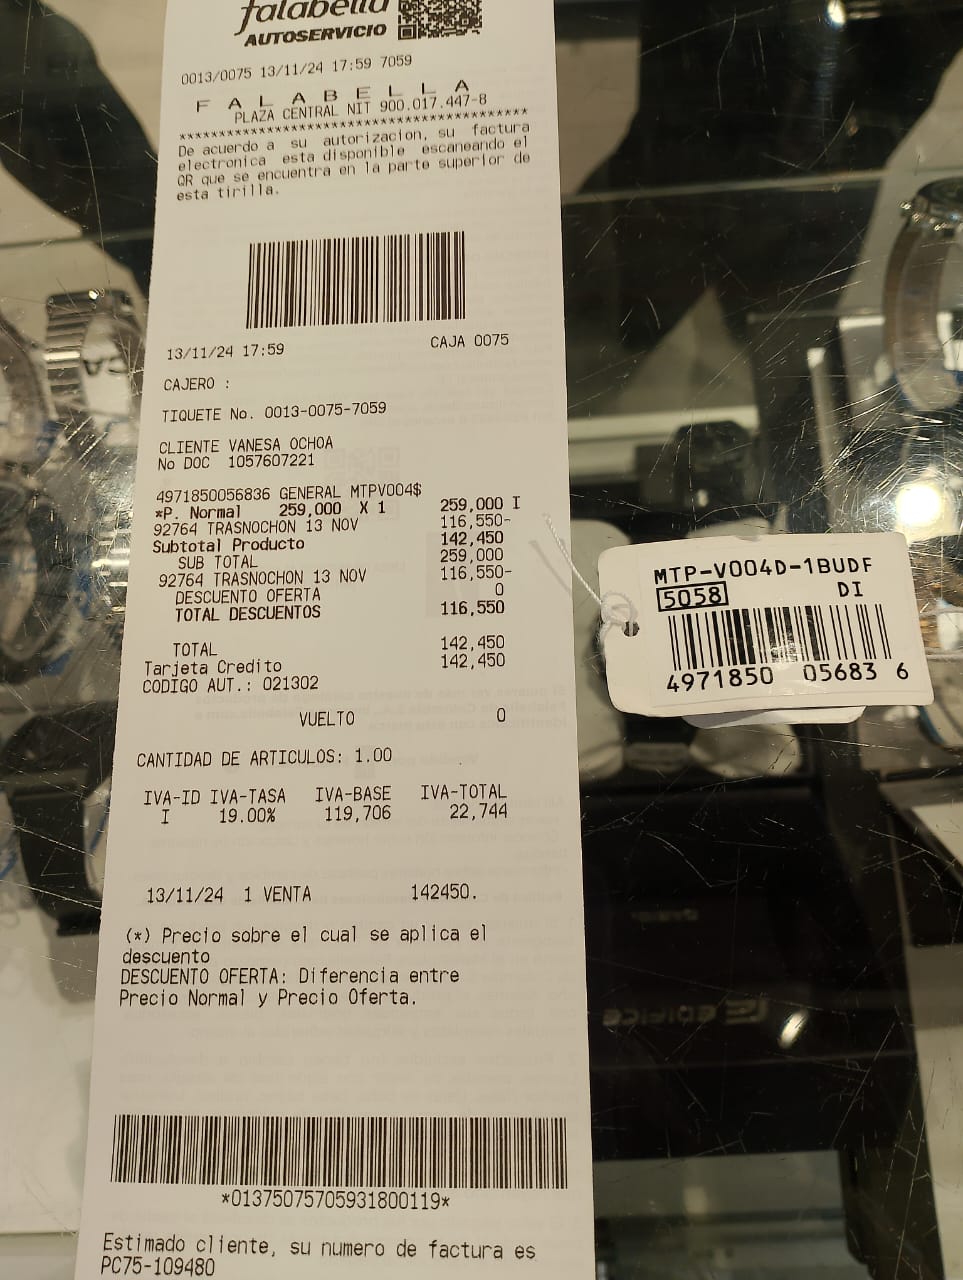 falabella
AUTOSERVICIO
0013/0075 13/11/24 17:59 7059
F A L A B E L L A
PLAZA CENTRAL NIT 900.017.447-8
****************************************
De acuerdo a su autorizacion, su factura
electronica esta disponible escaneando el
QR que se encuentra en la parte superior de
esta tirilla.
13/11/24 17:59 CAJA 0075
CAJERO :
TIQUETE No. 0013-0075-7059
CLIENTE VANESA OCHOA
No DOC 1057607221
4971850056836 GENERAL MTPV004$
*P. Normal 259,000 X 1 259,000 I
92764 TRASNOCHON 13 NOV 116,550-
Subtotal Producto 142,450
SUB TOTAL 259,000
92764 TRASNOCHON 13 NOV 116,550-
DESCUENTO OFERTA 0
TOTAL DESCUENTOS 116,550
TOTAL 142,450
Tarjeta Credito 142,450
CODIGO AUT.: 021302
VUELTO 0
CANTIDAD DE ARTICULOS: 1.00
IVA-ID IVA-TASA IVA-BASE IVA-TOTAL
I 19.00% 119,706 22,744
13/11/24 1 VENTA 142450.
(*) Precio sobre el cual se aplica el
descuento
DESCUENTO OFERTA: Diferencia entre
Precio Normal y Precio Oferta.
*01375075705931800119*
Estimado cliente, su numero de factura es
PC75-109480
MTP-V004D-1BUDF
5058 DI
4971850 05683 6
EDIFICE